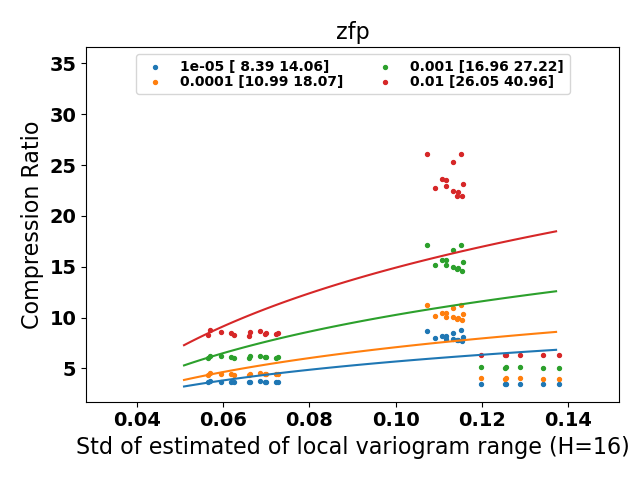 zfp
1e-05 [ 8.39 14.06]
0.0001 [10.99 18.07]
0.001 [16.96 27.22]
0.01 [26.05 40.96]
Compression Ratio
35
30
25
20
15
10
5
0.04 0.06 0.08 0.10 0.12 0.14
Std of estimated of local variogram range (H=16)